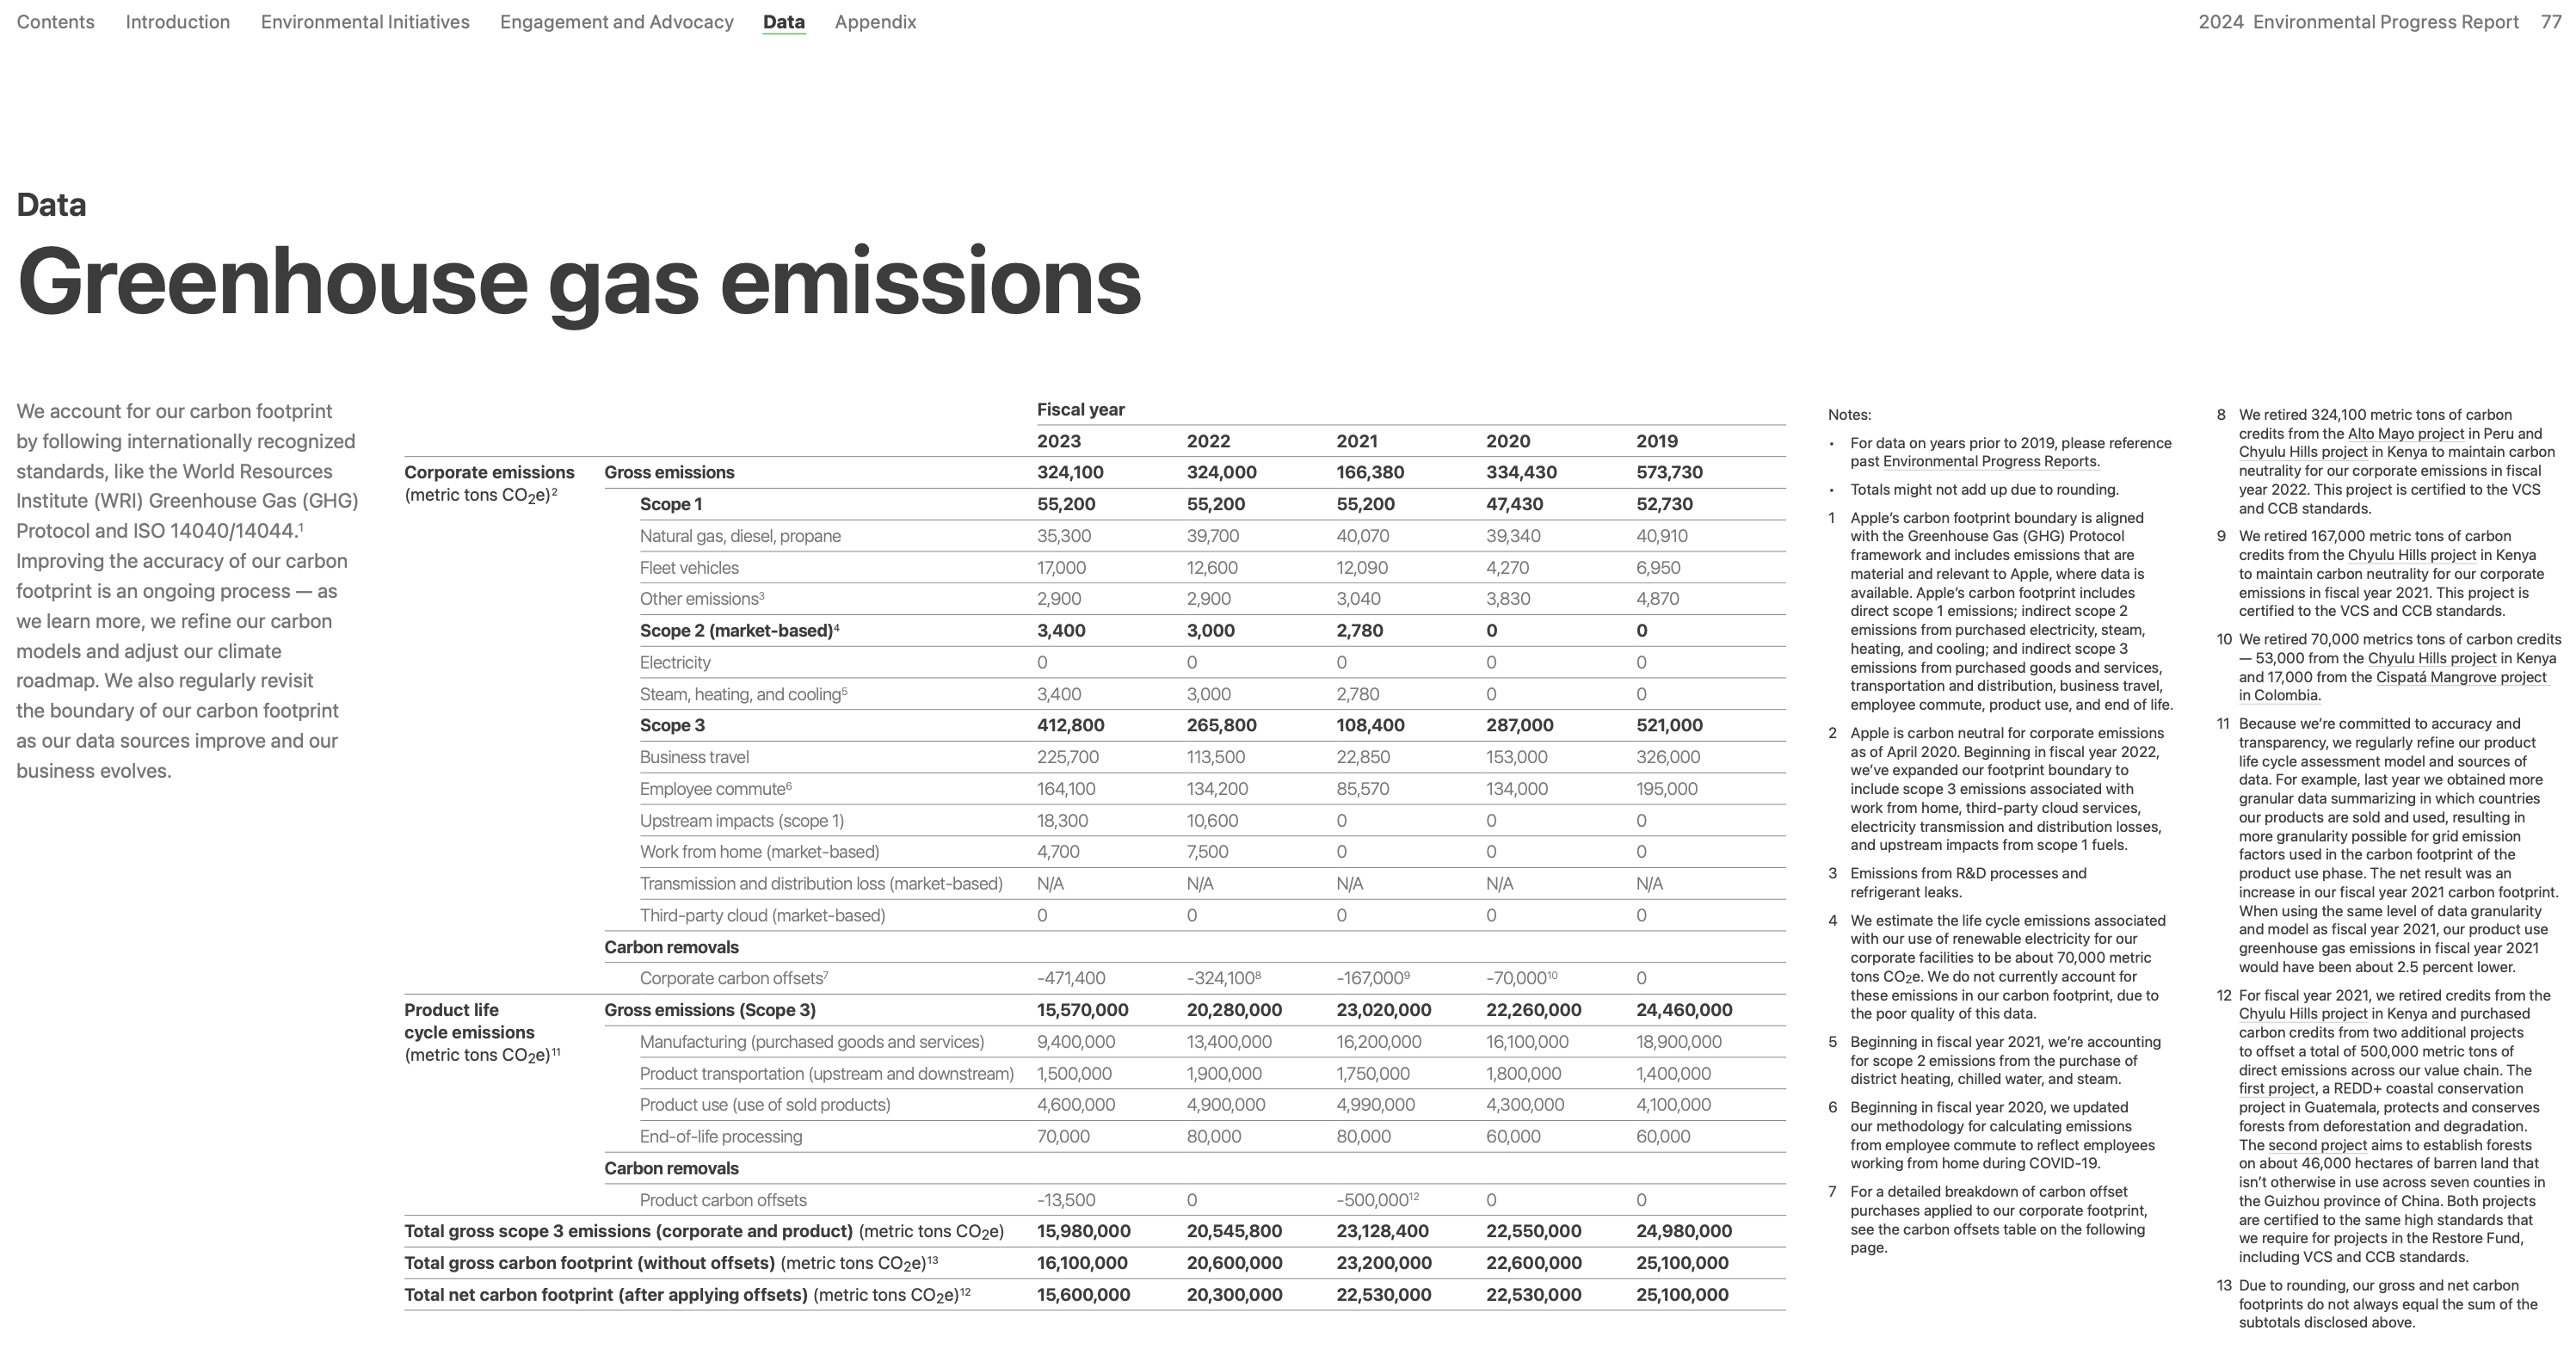 Contents Introduction Environmental Initiatives Engagement and Advocacy Data Appendix 2024 Environmental Progress Report 77
Data
Greenhouse gas emissions
We account for our carbon footprint
by following internationally recognized
standards, like the World Resources
Institute (WRI) Greenhouse Gas (GHG)
Protocol and ISO 14040/14044.¹
Improving the accuracy of our carbon
footprint is an ongoing process — as
we learn more, we refine our carbon
models and adjust our climate
roadmap. We also regularly revisit
the boundary of our carbon footprint
as our data sources improve and our
business evolves.
Fiscal year
2023 2022 2021 2020 2019
Corporate emissions
(metric tons CO₂e)²
Gross emissions 324,100 324,000 166,380 334,430 573,730
Scope 1 55,200 55,200 55,200 47,430 52,730
Natural gas, diesel, propane 35,300 39,700 40,070 39,340 40,910
Fleet vehicles 17,000 12,600 12,090 4,270 6,950
Other emissions³ 2,900 2,900 3,040 3,830 4,870
Scope 2 (market-based)⁴ 3,400 3,000 2,780 0 0
Electricity 0 0 0 0 0
Steam, heating, and cooling⁵ 3,400 3,000 2,780 0 0
Scope 3 412,800 265,800 108,400 287,000 521,000
Business travel 225,700 113,500 22,850 153,000 326,000
Employee commute⁶ 164,100 134,200 85,570 134,000 195,000
Upstream impacts (scope 1) 18,300 10,600 0 0 0
Work from home (market-based) 4,700 7,500 0 0 0
Transmission and distribution loss (market-based) N/A N/A N/A N/A N/A
Third-party cloud (market-based) 0 0 0 0 0
Carbon removals
Corporate carbon offsets⁷ -471,400 -324,100⁸ -167,000⁹ -70,000¹⁰ 0
Product life
cycle emissions
(metric tons CO₂e)¹¹
Gross emissions (Scope 3) 15,570,000 20,280,000 23,020,000 22,260,000 24,460,000
Manufacturing (purchased goods and services) 9,400,000 13,400,000 16,200,000 16,100,000 18,900,000
Product transportation (upstream and downstream) 1,500,000 1,900,000 1,750,000 1,800,000 1,400,000
Product use (use of sold products) 4,600,000 4,900,000 4,990,000 4,300,000 4,100,000
End-of-life processing 70,000 80,000 80,000 60,000 60,000
Carbon removals
Product carbon offsets -13,500 0 -500,000¹² 0 0
Total gross scope 3 emissions (corporate and product) (metric tons CO₂e) 15,980,000 20,545,800 23,128,400 22,550,000 24,980,000
Total gross carbon footprint (without offsets) (metric tons CO₂e)¹³ 16,100,000 20,600,000 23,200,000 22,600,000 25,100,000
Total net carbon footprint (after applying offsets) (metric tons CO₂e)¹² 15,600,000 20,300,000 22,530,000 22,530,000 25,100,000
Notes:
• For data on years prior to 2019, please reference
past Environmental Progress Reports.
• Totals might not add up due to rounding.
1 Apple’s carbon footprint boundary is aligned
with the Greenhouse Gas (GHG) Protocol
framework and includes emissions that are
material and relevant to Apple, where data is
available. Apple’s carbon footprint includes
direct scope 1 emissions; indirect scope 2
emissions from purchased electricity, steam,
heating, and cooling; and indirect scope 3
emissions from purchased goods and services,
transportation and distribution, business travel,
employee commute, product use, and end of life.
2 Apple is carbon neutral for corporate emissions
as of April 2020. Beginning in fiscal year 2022,
we’ve expanded our footprint boundary to
include scope 3 emissions associated with
work from home, third-party cloud services,
electricity transmission and distribution losses,
and upstream impacts from scope 1 fuels.
3 Emissions from R&D processes and
refrigerant leaks.
4 We estimate the life cycle emissions associated
with our use of renewable electricity for our
corporate facilities to be about 70,000 metric
tons CO₂e. We do not currently account for
these emissions in our carbon footprint, due to
the poor quality of this data.
5 Beginning in fiscal year 2021, we’re accounting
for scope 2 emissions from the purchase of
district heating, chilled water, and steam.
6 Beginning in fiscal year 2020, we updated
our methodology for calculating emissions
from employee commute to reflect employees
working from home during COVID-19.
7 For a detailed breakdown of carbon offset
purchases applied to our corporate footprint,
see the carbon offsets table on the following
page.
8 We retired 324,100 metric tons of carbon
credits from the Alto Mayo project in Peru and
Chyulu Hills project in Kenya to maintain carbon
neutrality for our corporate emissions in fiscal
year 2022. This project is certified to the VCS
and CCB standards.
9 We retired 167,000 metric tons of carbon
credits from the Chyulu Hills project in Kenya
to maintain carbon neutrality for our corporate
emissions in fiscal year 2021. This project is
certified to the VCS and CCB standards.
10 We retired 70,000 metrics tons of carbon credits
— 53,000 from the Chyulu Hills project in Kenya
and 17,000 from the Cispatá Mangrove project
in Colombia.
11 Because we’re committed to accuracy and
transparency, we regularly refine our product
life cycle assessment model and sources of
data. For example, last year we obtained more
granular data summarizing in which countries
our products are sold and used, resulting in
more granularity possible for grid emission
factors used in the carbon footprint of the
product use phase. The net result was an
increase in our fiscal year 2021 carbon footprint.
When using the same level of data granularity
and model as fiscal year 2021, our product use
greenhouse gas emissions in fiscal year 2021
would have been about 2.5 percent lower.
12 For fiscal year 2021, we retired credits from the
Chyulu Hills project in Kenya and purchased
carbon credits from two additional projects
to offset a total of 500,000 metric tons of
direct emissions across our value chain. The
first project, a REDD+ coastal conservation
project in Guatemala, protects and conserves
forests from deforestation and degradation.
The second project aims to establish forests
on about 46,000 hectares of barren land that
isn’t otherwise in use across seven counties in
the Guizhou province of China. Both projects
are certified to the same high standards that
we require for projects in the Restore Fund,
including VCS and CCB standards.
13 Due to rounding, our gross and net carbon
footprints do not always equal the sum of the
subtotals disclosed above.